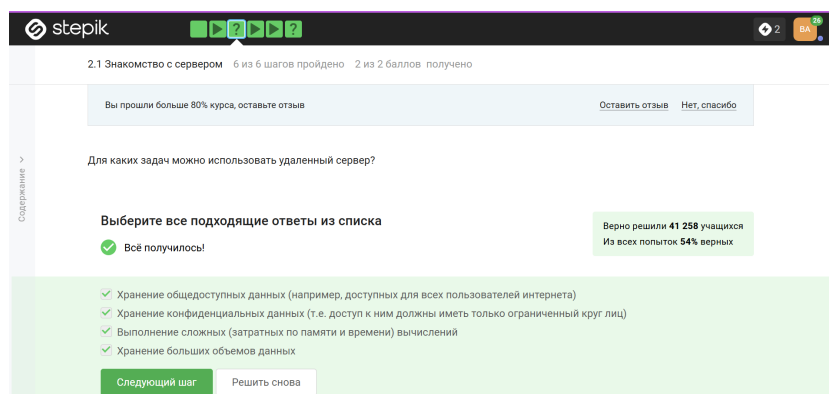 stepik
?
?
2
BA
26
2.1 Знакомство с сервером 6 из 6 шагов пройдено 2 из 2 баллов получено
Вы прошли больше 80% курса, оставьте отзыв Оставить отзыв Нет, спасибо
Содержание
Для каких задач можно использовать удаленный сервер?
Выберите все подходящие ответы из списка
Всё получилось!
Верно решили 41 258 учащихся
Из всех попыток 54% верных
Хранение общедоступных данных (например, доступных для всех пользователей интернета)
Хранение конфиденциальных данных (т.е. доступ к ним должны иметь только ограниченный круг лиц)
Выполнение сложных (затратных по памяти и времени) вычислений
Хранение больших объемов данных
Следующий шаг Решить снова